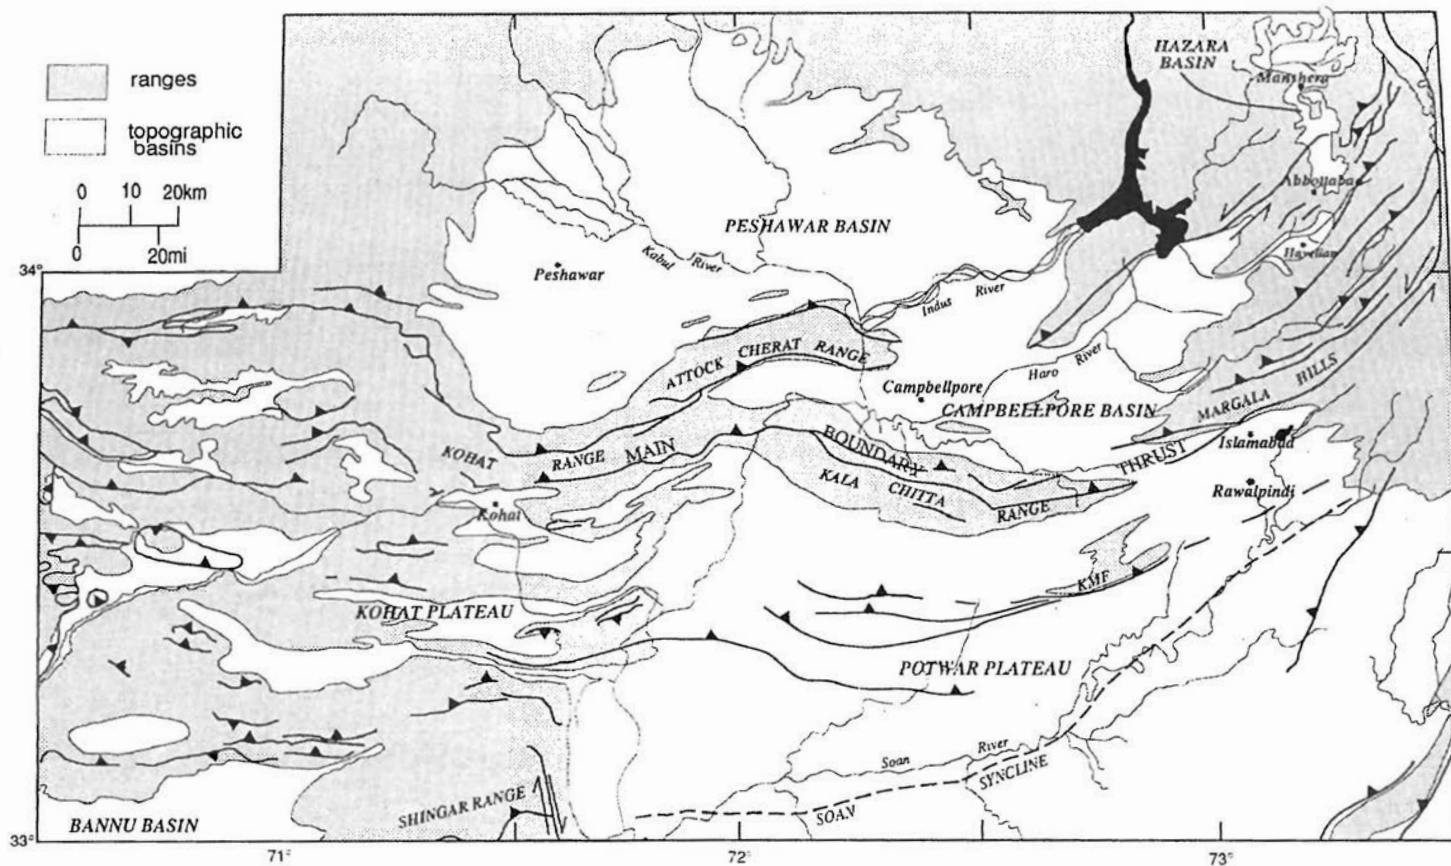 HAZARA
BASIN
Manshera
ranges
topographic
basins
0 10 20km
0 20mi
Abbottabad
PESHAWAR BASIN
Kabul River
Peshawar
Havelian
34°
Indus River
ATTOCK CHERAT RANGE
Haro River
Campbellpore
CAMPBELLPORE BASIN
MARGALA HILLS
KOHAT RANGE
MAIN BOUNDARY THRUST
Islamabad
KALA CHITTA RANGE
Rawalpindi
Kohat
KMF
KOHAT PLATEAU
POTWAR PLATEAU
Soan River
SOAN SYNCLINE
SHINGAR RANGE
BANNU BASIN
33°
71° 72° 73°